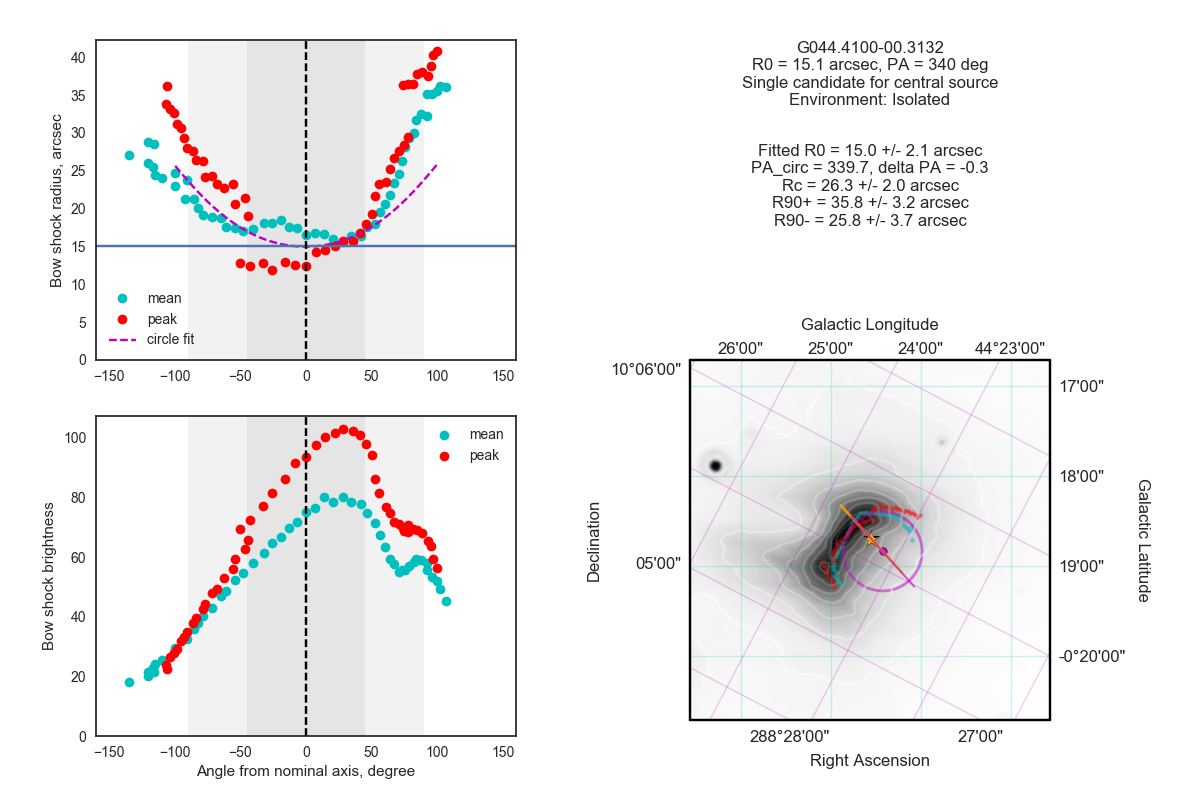 40
35
30
25
20
15
10
5
0
Bow shock radius, arcsec
mean
peak
circle fit
−150
−100
−50
0
50
100
150
100
80
60
40
20
0
Bow shock brightness
mean
peak
−150
−100
−50
0
50
100
150
Angle from nominal axis, degree
G044.4100-00.3132
R0 = 15.1 arcsec, PA = 340 deg
Single candidate for central source
Environment: Isolated
Fitted R0 = 15.0 +/- 2.1 arcsec
PA_circ = 339.7, delta PA = -0.3
Rc = 26.3 +/- 2.0 arcsec
R90+ = 35.8 +/- 3.2 arcsec
R90- = 25.8 +/- 3.7 arcsec
Galactic Longitude
26'00"
25'00"
24'00"
44°23'00"
10°06'00"
05'00"
Declination
17'00"
18'00"
19'00"
-0°20'00"
Galactic Latitude
288°28'00"
27'00"
Right Ascension